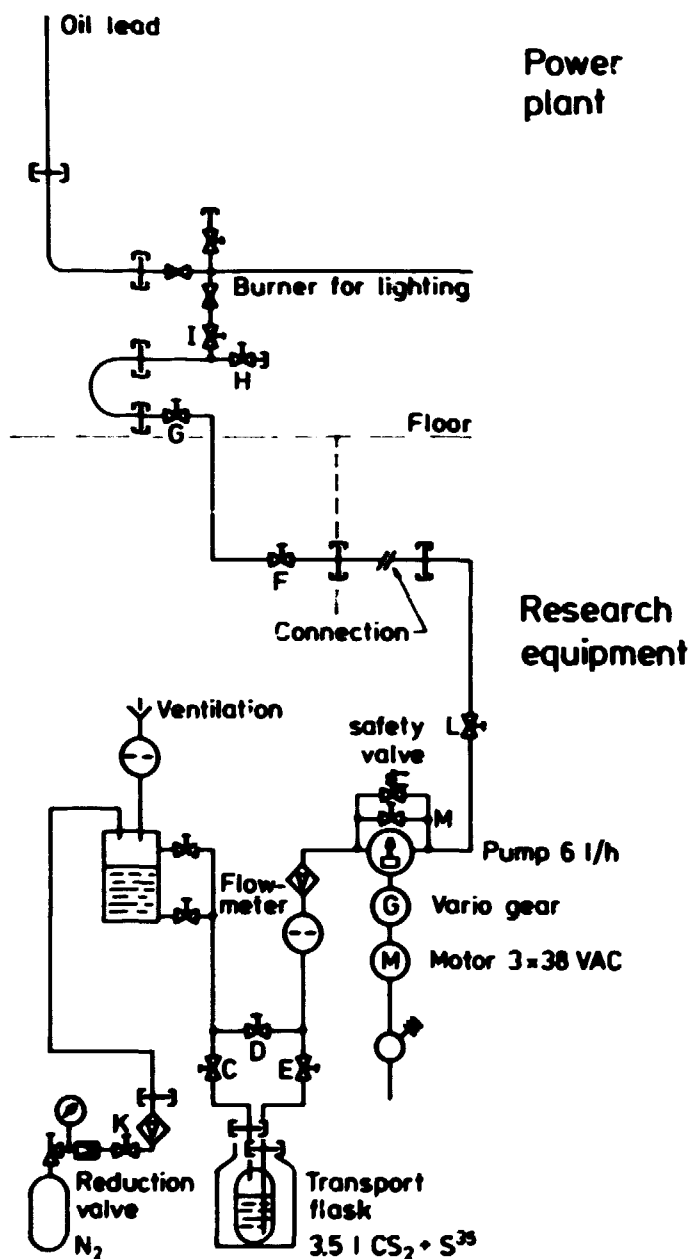 Oil lead
Power
plant
Burner for lighting
I
H
G
Floor
F
Connection
Research
equipment
Ventilation
safety
valve
L
M
Pump 6 l/h
Flow-
meter
G
Vario gear
M
Motor 3×38 VAC
D
C
E
K
Reduction
valve
N₂
Transport
flask
3.5 l CS₂ + S³⁵